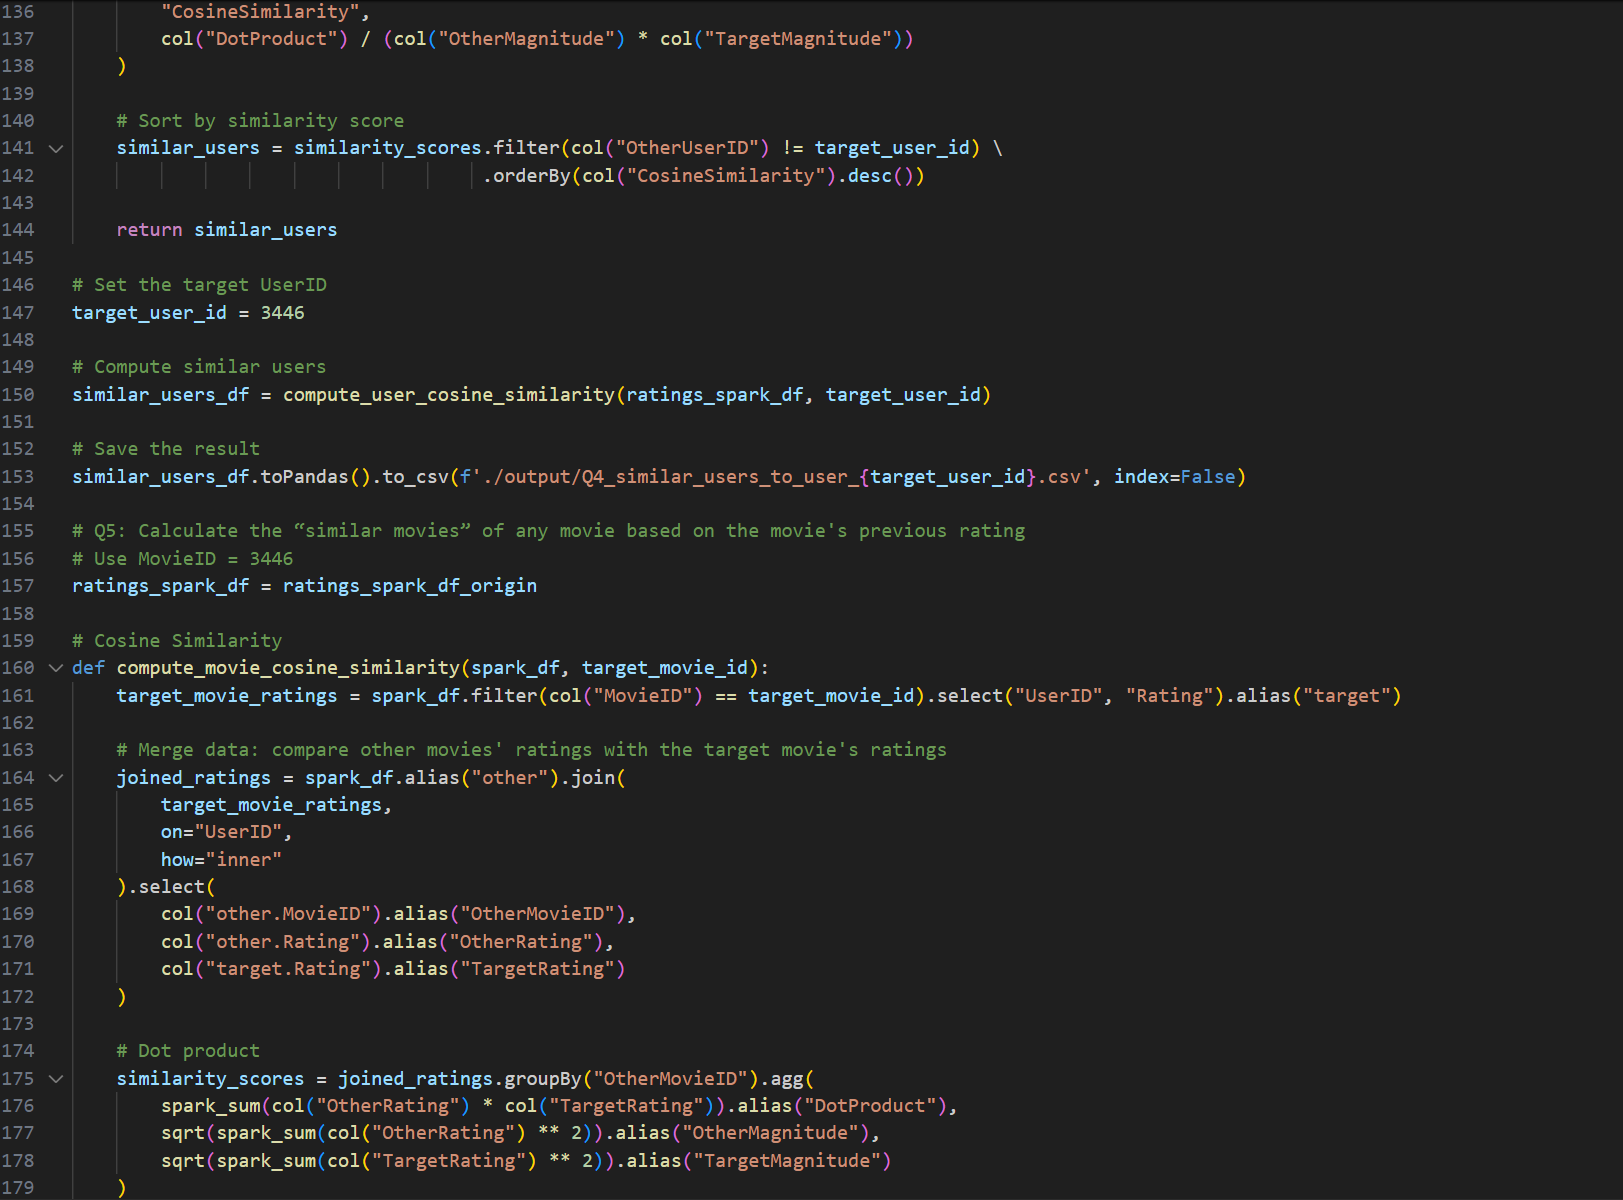 136         "CosineSimilarity",
137         col("DotProduct") / (col("OtherMagnitude") * col("TargetMagnitude"))
138     )
139
140     # Sort by similarity score
141     similar_users = similarity_scores.filter(col("OtherUserID") != target_user_id) \
142                                      .orderBy(col("CosineSimilarity").desc())
143
144     return similar_users
145
146 # Set the target UserID
147 target_user_id = 3446
148
149 # Compute similar users
150 similar_users_df = compute_user_cosine_similarity(ratings_spark_df, target_user_id)
151
152 # Save the result
153 similar_users_df.toPandas().to_csv(f'./output/Q4_similar_users_to_user_{target_user_id}.csv', index=False)
154
155 # Q5: Calculate the “similar movies” of any movie based on the movie's previous rating
156 # Use MovieID = 3446
157 ratings_spark_df = ratings_spark_df_origin
158
159 # Cosine Similarity
160 def compute_movie_cosine_similarity(spark_df, target_movie_id):
161     target_movie_ratings = spark_df.filter(col("MovieID") == target_movie_id).select("UserID", "Rating").alias("target")
162
163     # Merge data: compare other movies' ratings with the target movie's ratings
164     joined_ratings = spark_df.alias("other").join(
165         target_movie_ratings,
166         on="UserID",
167         how="inner"
168     ).select(
169         col("other.MovieID").alias("OtherMovieID"),
170         col("other.Rating").alias("OtherRating"),
171         col("target.Rating").alias("TargetRating")
172     )
173
174     # Dot product
175     similarity_scores = joined_ratings.groupBy("OtherMovieID").agg(
176         spark_sum(col("OtherRating") * col("TargetRating")).alias("DotProduct"),
177         sqrt(spark_sum(col("OtherRating") ** 2)).alias("OtherMagnitude"),
178         sqrt(spark_sum(col("TargetRating") ** 2)).alias("TargetMagnitude")
179     )